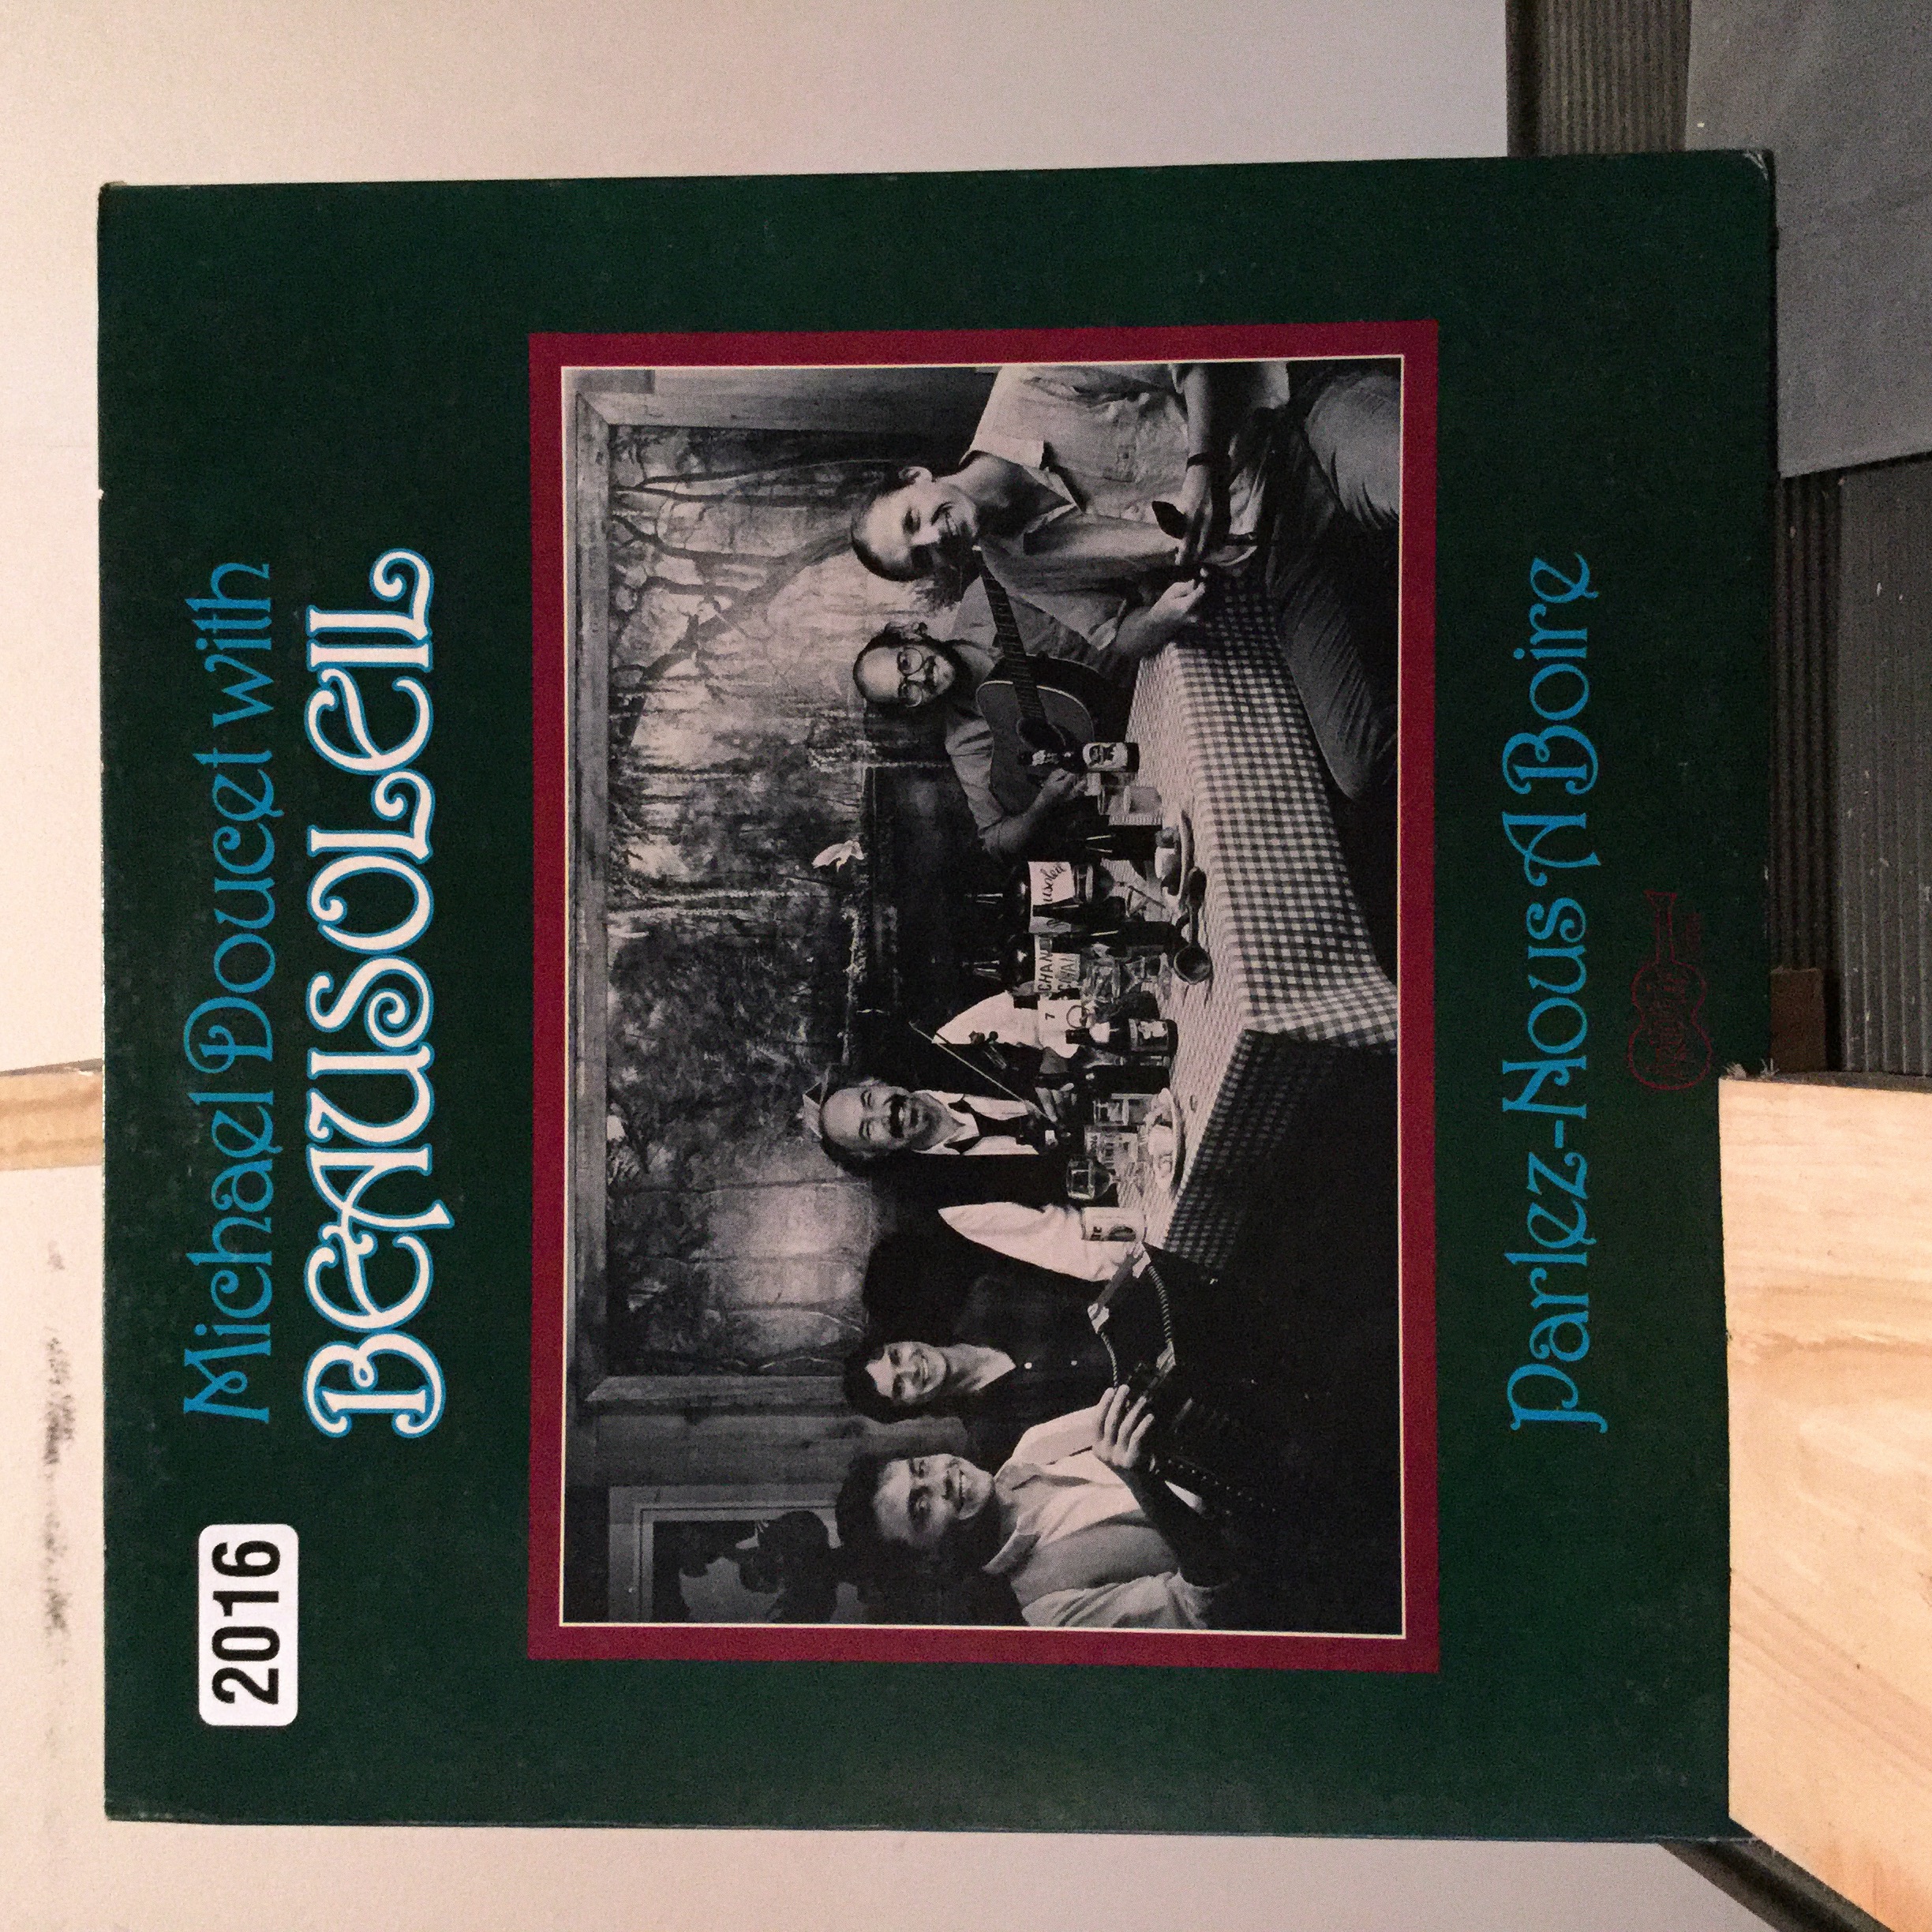 2016
Michael Doucet with
BEAUSOLEIL
Parlez-Nous A Boire